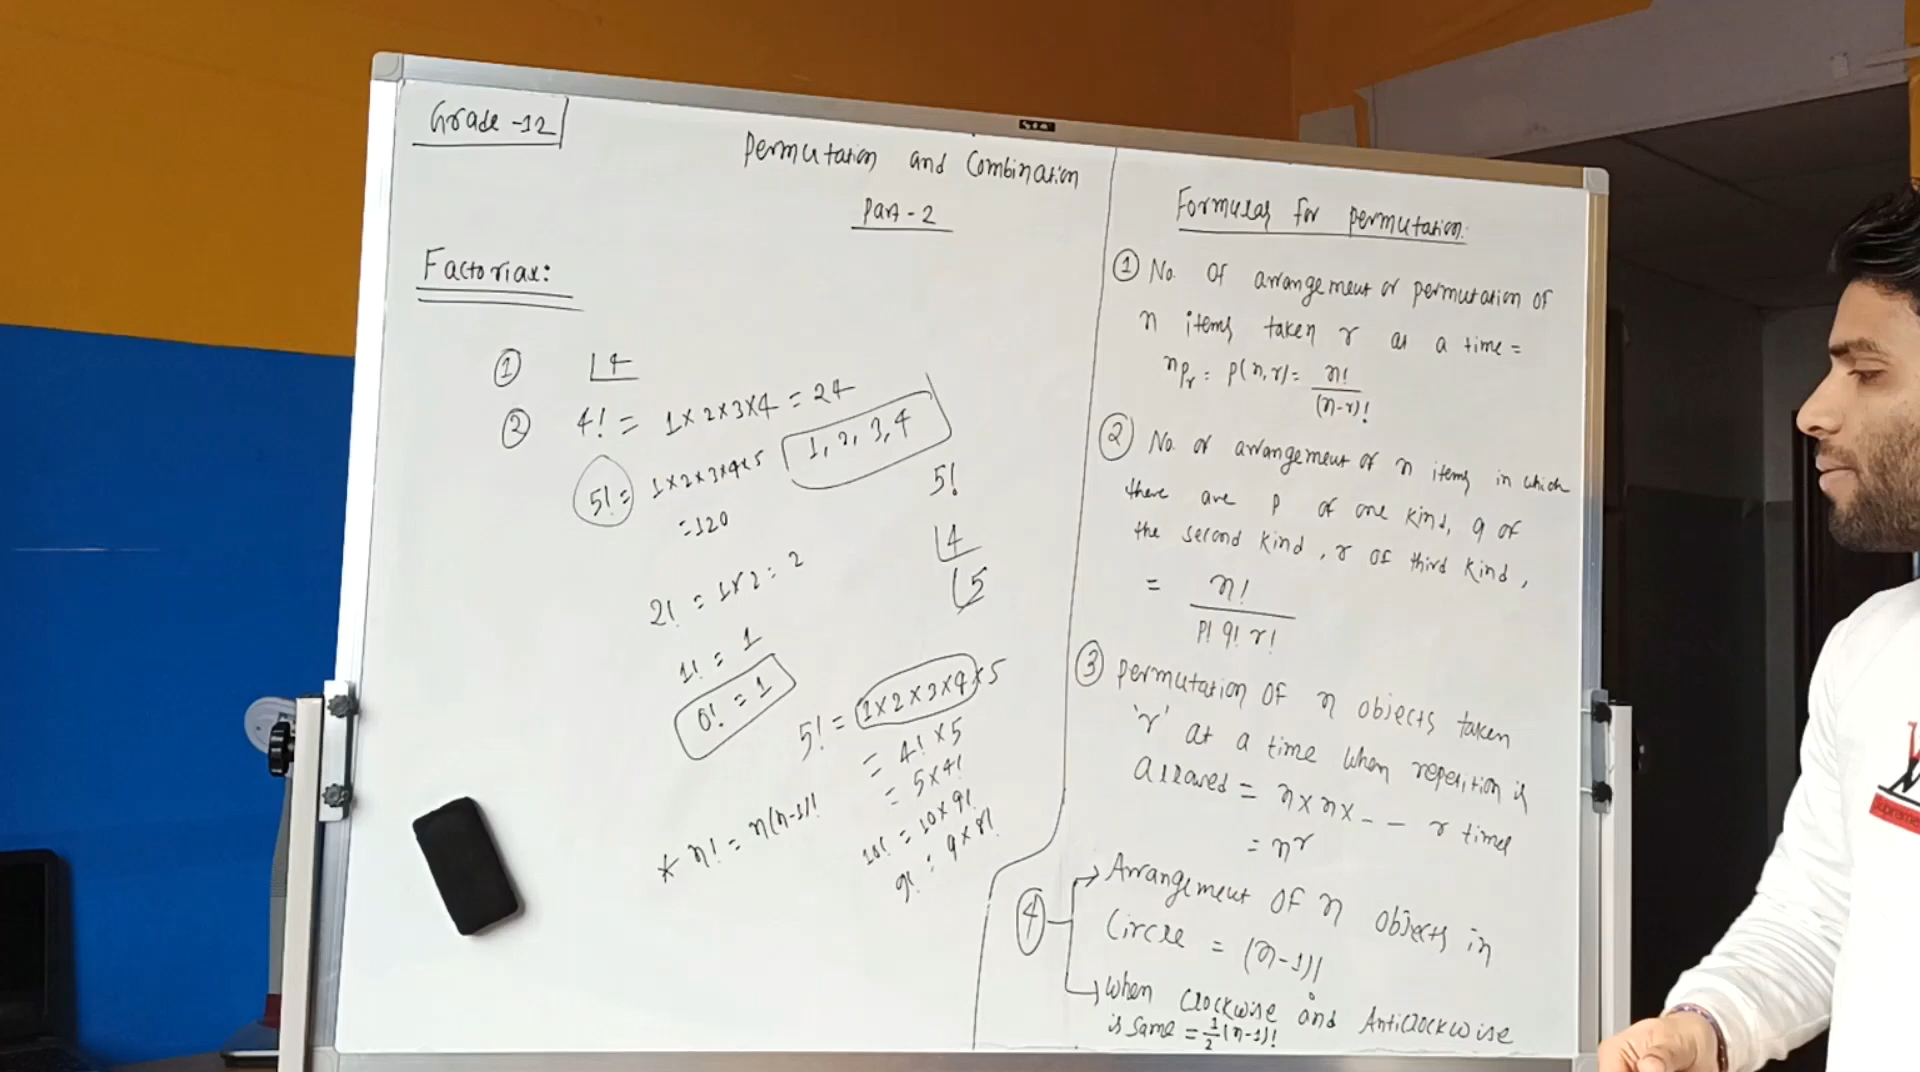 Grade -12
Permutation and Combination
Part - 2
Factorial:
① |4
② 4! = 1×2×3×4 = 24
1, 2, 3, 4
5! = 1×2×3×4×5
= 120
5!
|4
|5
2! = 1×2 = 2
1! = 1
0! = 1
5! = 1×2×3×4×5
= 4! × 5
= 5×4!
10! = 10×9!
9! = 9×8!
* n! = n(n-1)!
Formulas for permutation:
① No. of arrangement or permutation of
n items taken r at a time =
nPr = P(n,r) = n!/(n-r)!
② No. of arrangement of n items in which
there are p of one kind, q of
the second kind, r of third kind,
= n!/p! q! r!
③ permutation of n objects taken
'r' at a time when repetition is
allowed = n×n× - - r times
= n^r
④ → Arrangement of n objects in
Circle = (n-1)!
→ when clockwise and Anticlockwise
is same = 1/2 (n-1)!
Supreme